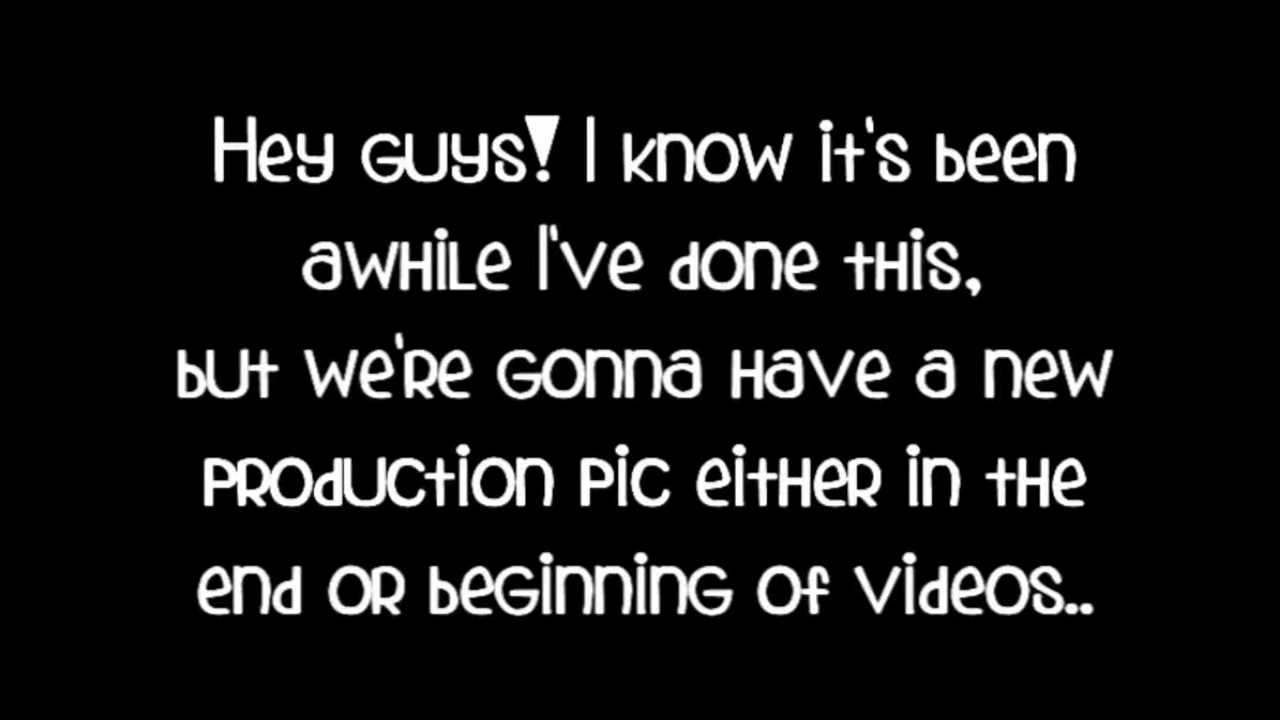 Hey guys! I know it's been
awhile I've done this,
but we're gonna have a new
production pic either in the
end or beginning of videos..